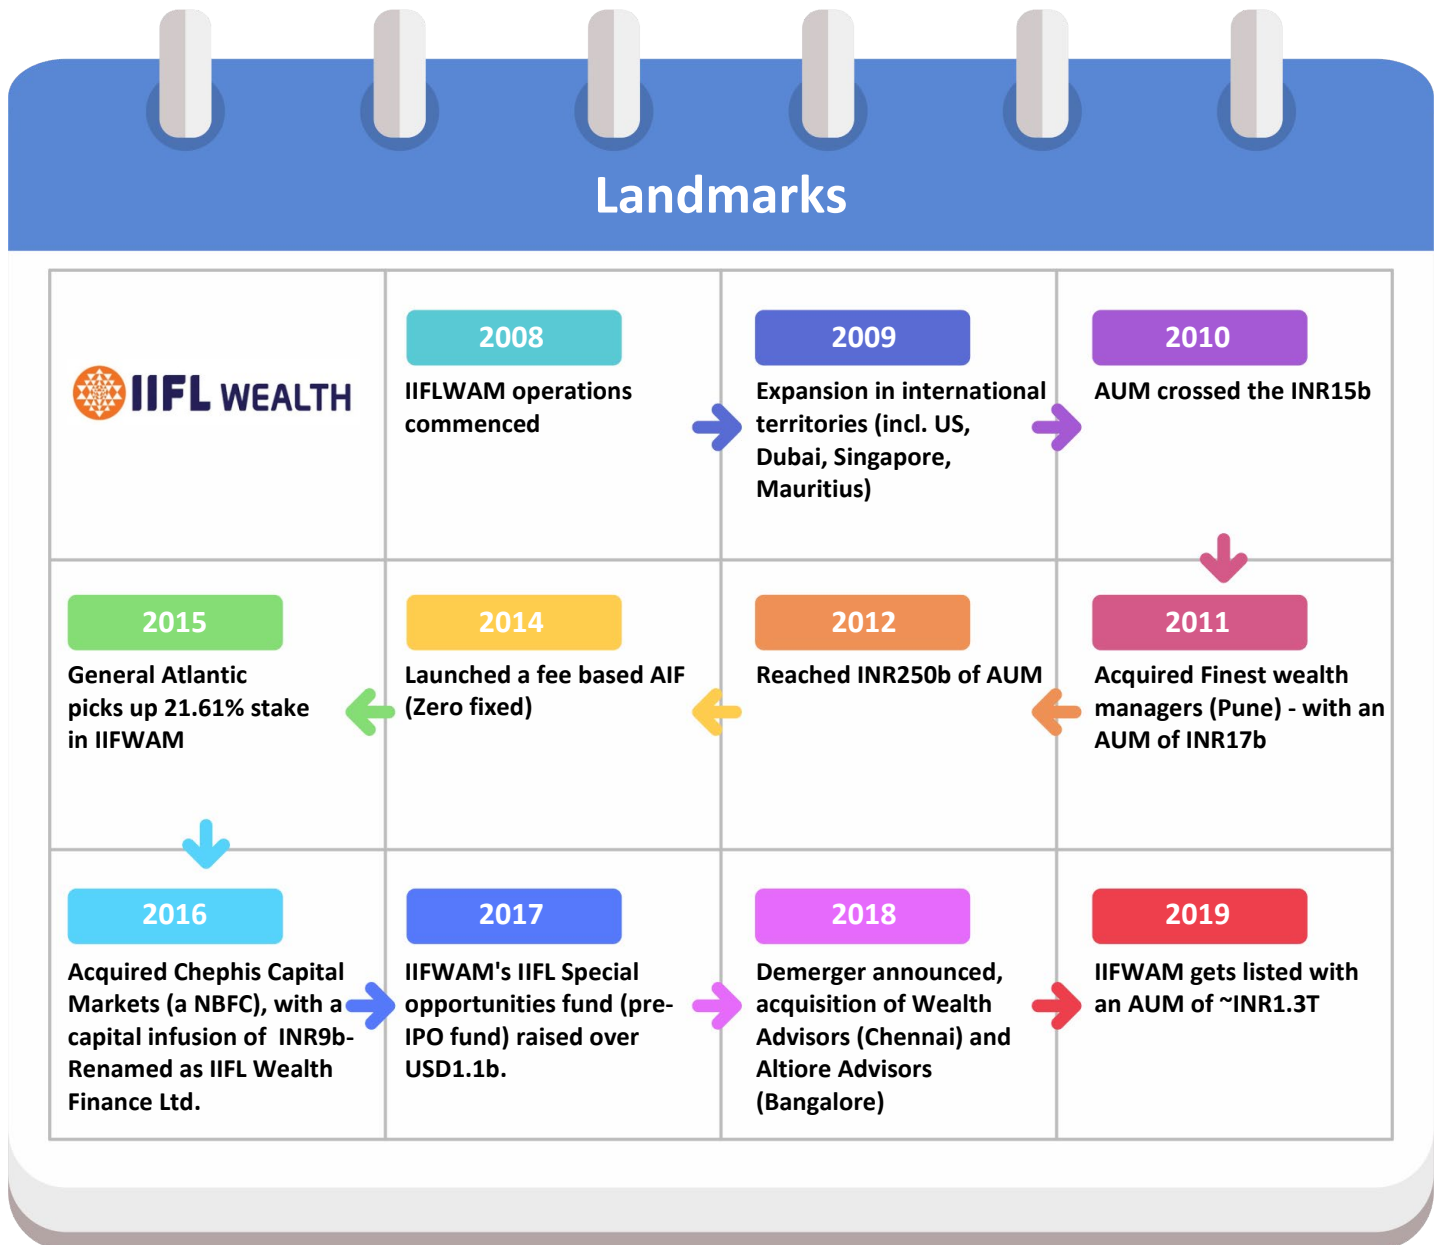 Landmarks
IIFL WEALTH
2008
IIFLWAM operations
commenced
2009
Expansion in international
territories (incl. US,
Dubai, Singapore,
Mauritius)
2010
AUM crossed the INR15b
2011
Acquired Finest wealth
managers (Pune) - with an
AUM of INR17b
2012
Reached INR250b of AUM
2014
Launched a fee based AIF
(Zero fixed)
2015
General Atlantic
picks up 21.61% stake
in IIFWAM
2016
Acquired Chephis Capital
Markets (a NBFC), with a
capital infusion of INR9b-
Renamed as IIFL Wealth
Finance Ltd.
2017
IIFWAM's IIFL Special
opportunities fund (pre-
IPO fund) raised over
USD1.1b.
2018
Demerger announced,
acquisition of Wealth
Advisors (Chennai) and
Altiore Advisors
(Bangalore)
2019
IIFWAM gets listed with
an AUM of ~INR1.3T